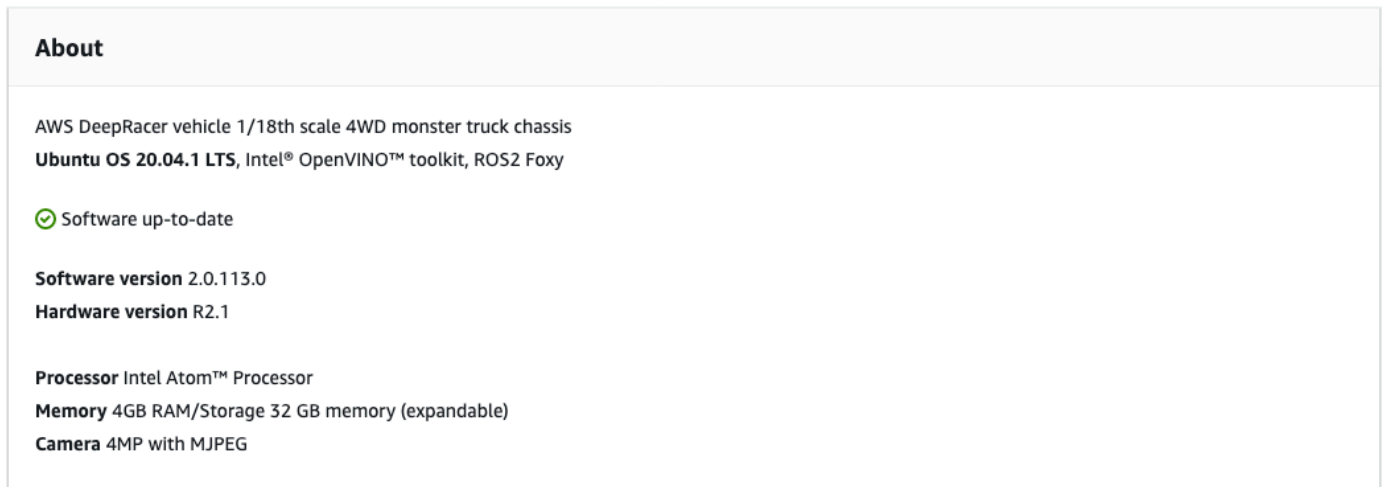 About
AWS DeepRacer vehicle 1/18th scale 4WD monster truck chassis
Ubuntu OS 20.04.1 LTS, Intel® OpenVINO™ toolkit, ROS2 Foxy
Software up-to-date
Software version 2.0.113.0
Hardware version R2.1
Processor Intel Atom™ Processor
Memory 4GB RAM/Storage 32 GB memory (expandable)
Camera 4MP with MJPEG